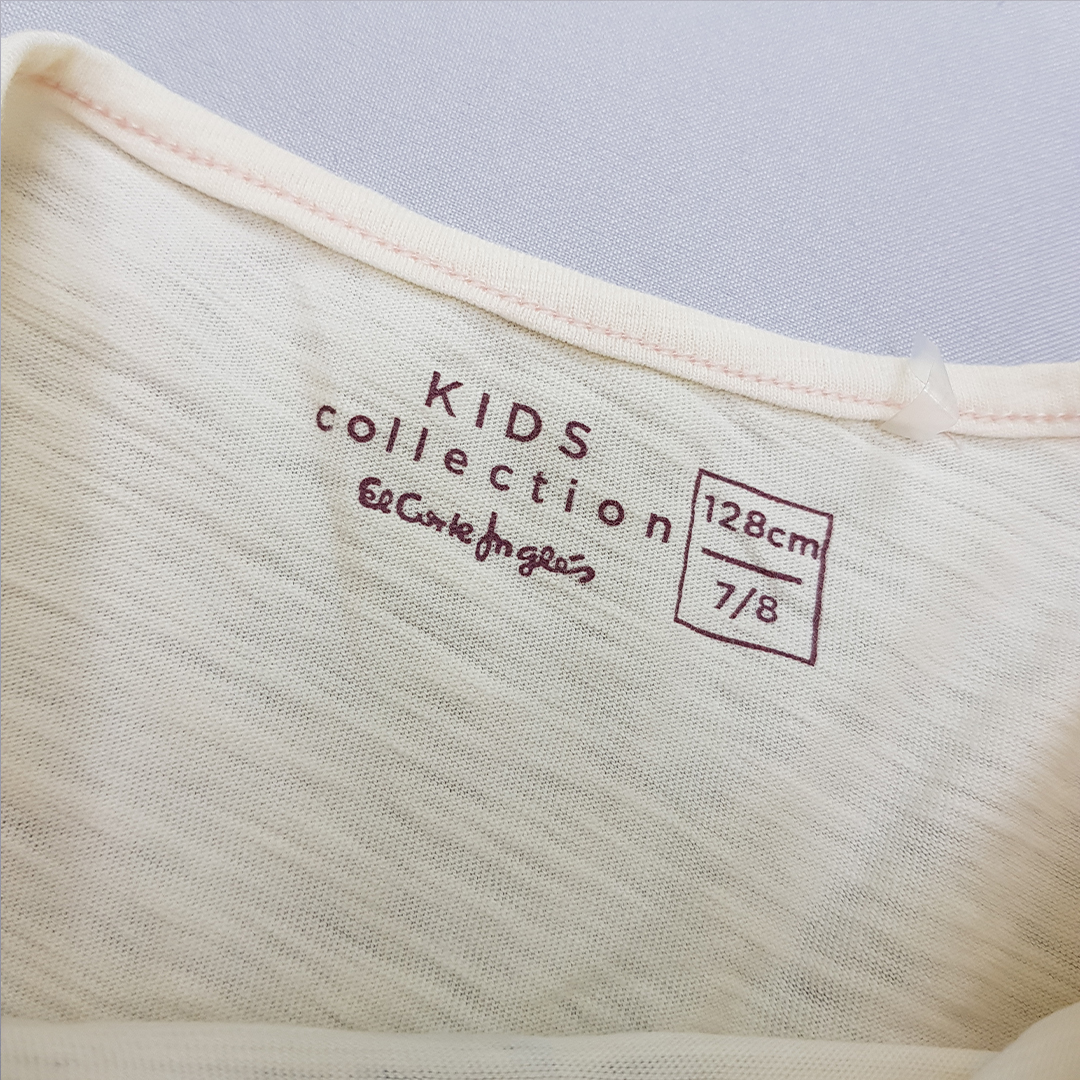 KIDS
collection
El Corte Inglés
128cm
7/8